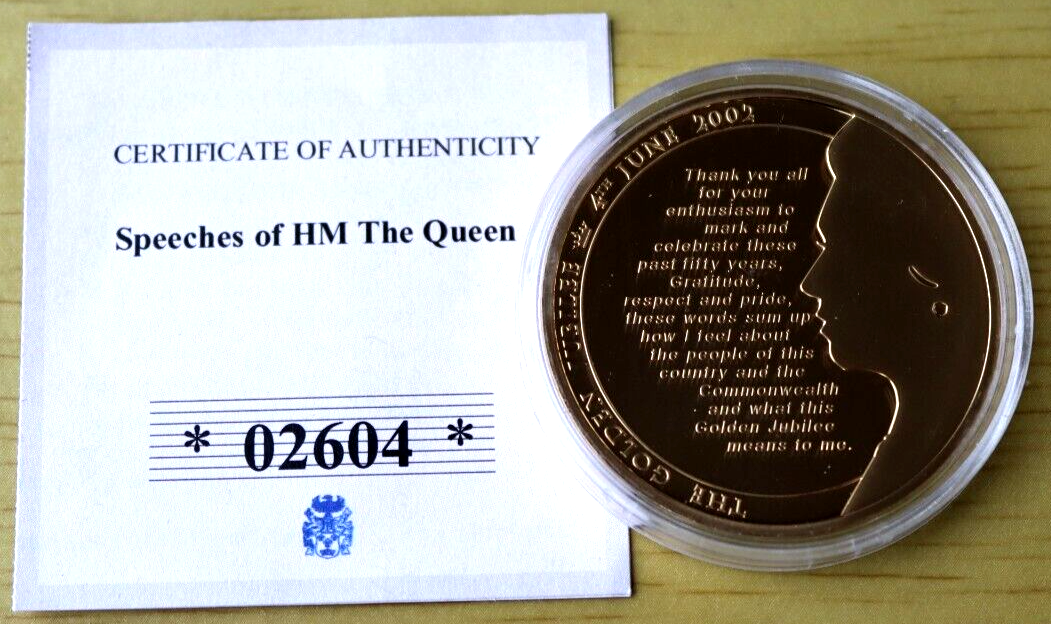 CERTIFICATE OF AUTHENTICITY
Speeches of HM The Queen
* 02604 *
THE GOLDEN JUBILEE 4TH JUNE 2002
Thank you all
for your
enthusiasm to
mark and
celebrate these
past fifty years,
Gratitude,
respect and pride,
these words sum up
how I feel about
the people of this
country and the
Commonwealth
and what this
Golden Jubilee
means to me.